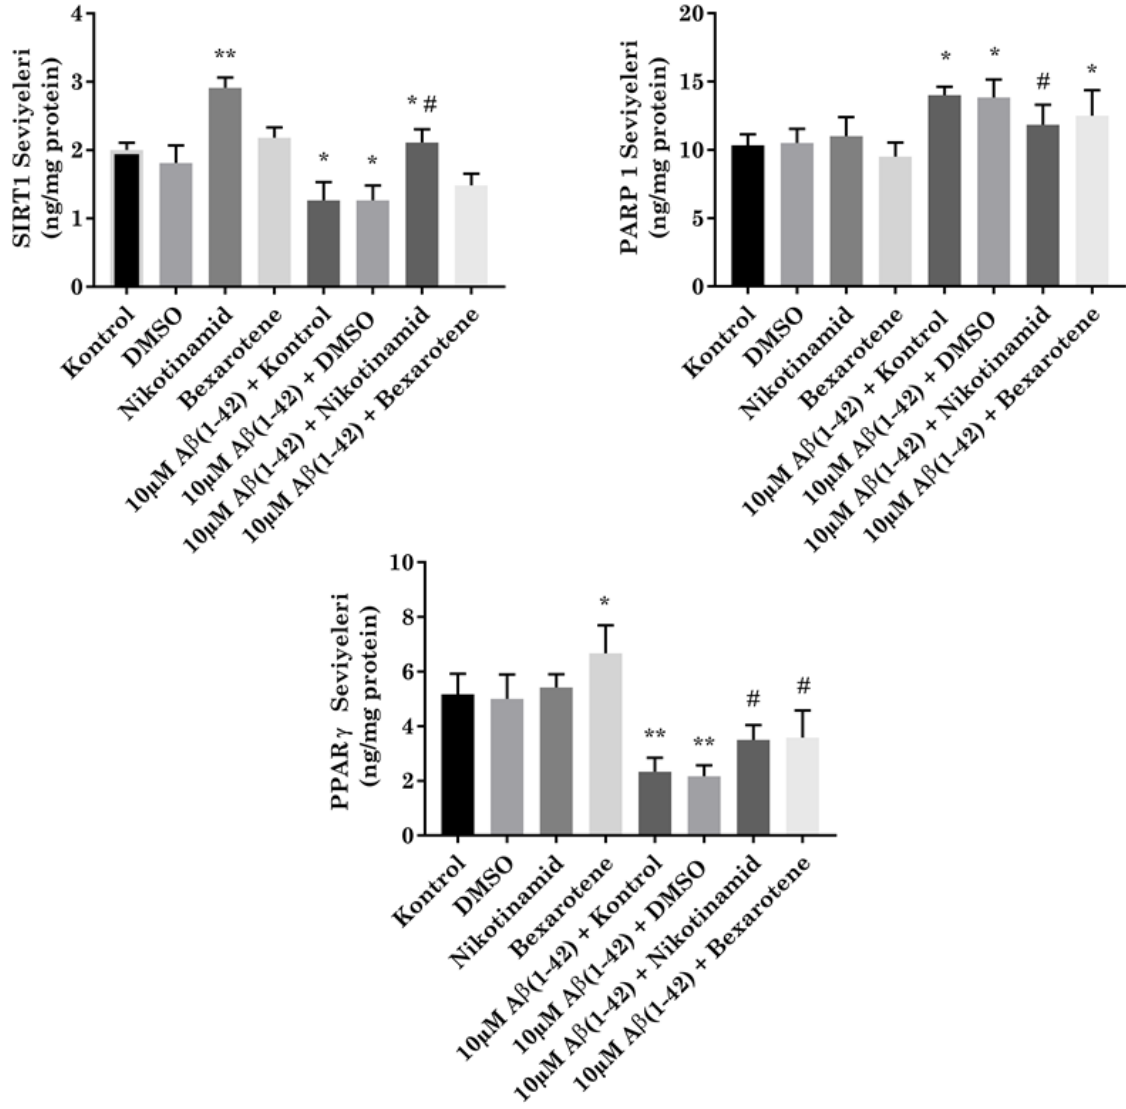 SIRT1 Seviyeleri
(ng/mg protein)
4
3
2
1
0
**
*
*
* #
Kontrol
DMSO
Nikotinamid
Bexarotene
10µM Aβ(1-42) + Kontrol
10µM Aβ(1-42) + DMSO
10µM Aβ(1-42) + Nikotinamid
10µM Aβ(1-42) + Bexarotene
PARP 1 Seviyeleri
(ng/mg protein)
20
15
10
5
0
*
*
#
*
Kontrol
DMSO
Nikotinamid
Bexarotene
10µM Aβ(1-42) + Kontrol
10µM Aβ(1-42) + DMSO
10µM Aβ(1-42) + Nikotinamid
10µM Aβ(1-42) + Bexarotene
PPARγ Seviyeleri
(ng/mg protein)
10
8
6
4
2
0
*
**
**
#
#
Kontrol
DMSO
Nikotinamid
Bexarotene
10µM Aβ(1-42) + Kontrol
10µM Aβ(1-42) + DMSO
10µM Aβ(1-42) + Nikotinamid
10µM Aβ(1-42) + Bexarotene